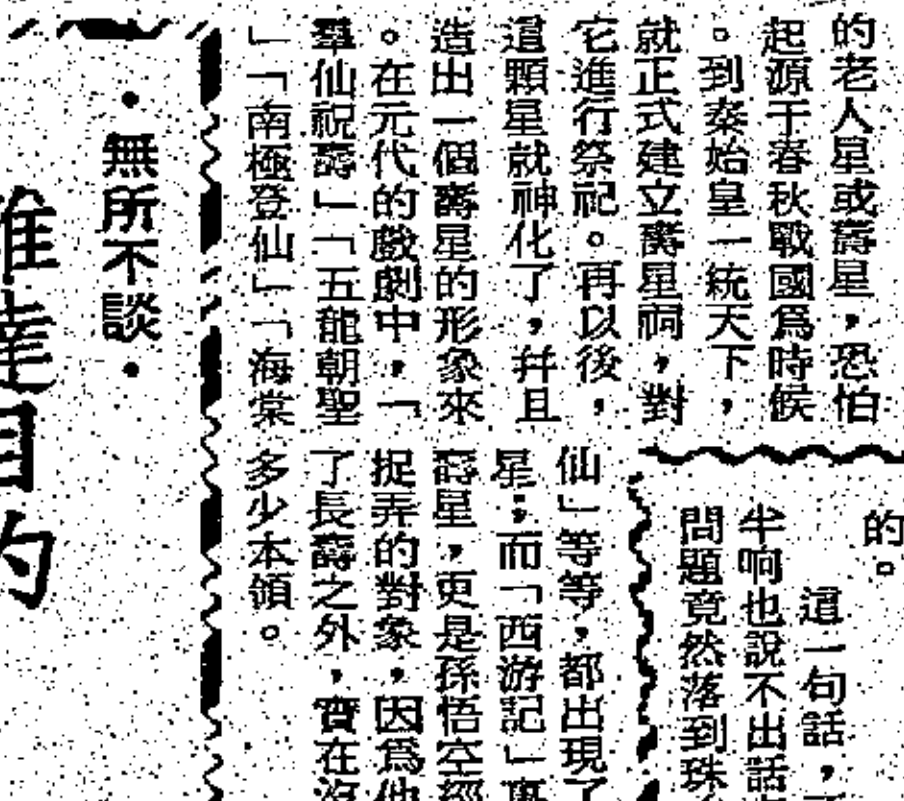 的老人星或壽星，恐怕
起源于春秋戰國爲時候
。到秦始皇一統天下，
就正式建立壽星祠，對
它進行祭祀。再以後，
這顆星就神化了，幷且
造出一個壽星的形象來
。在元代的戲劇中，「
羣仙祝壽」「五龍朝聖
」「南極登仙」「海棠
仙」等等，都出現了
星；而「西游記」裏
壽星，更是孫悟空經
捉弄的對象，因爲他
了長壽之外，實在沒
多少本領。
的。
這一句話，
半晌也說不出話
問題竟然落到珠
·無所不談·
達目的